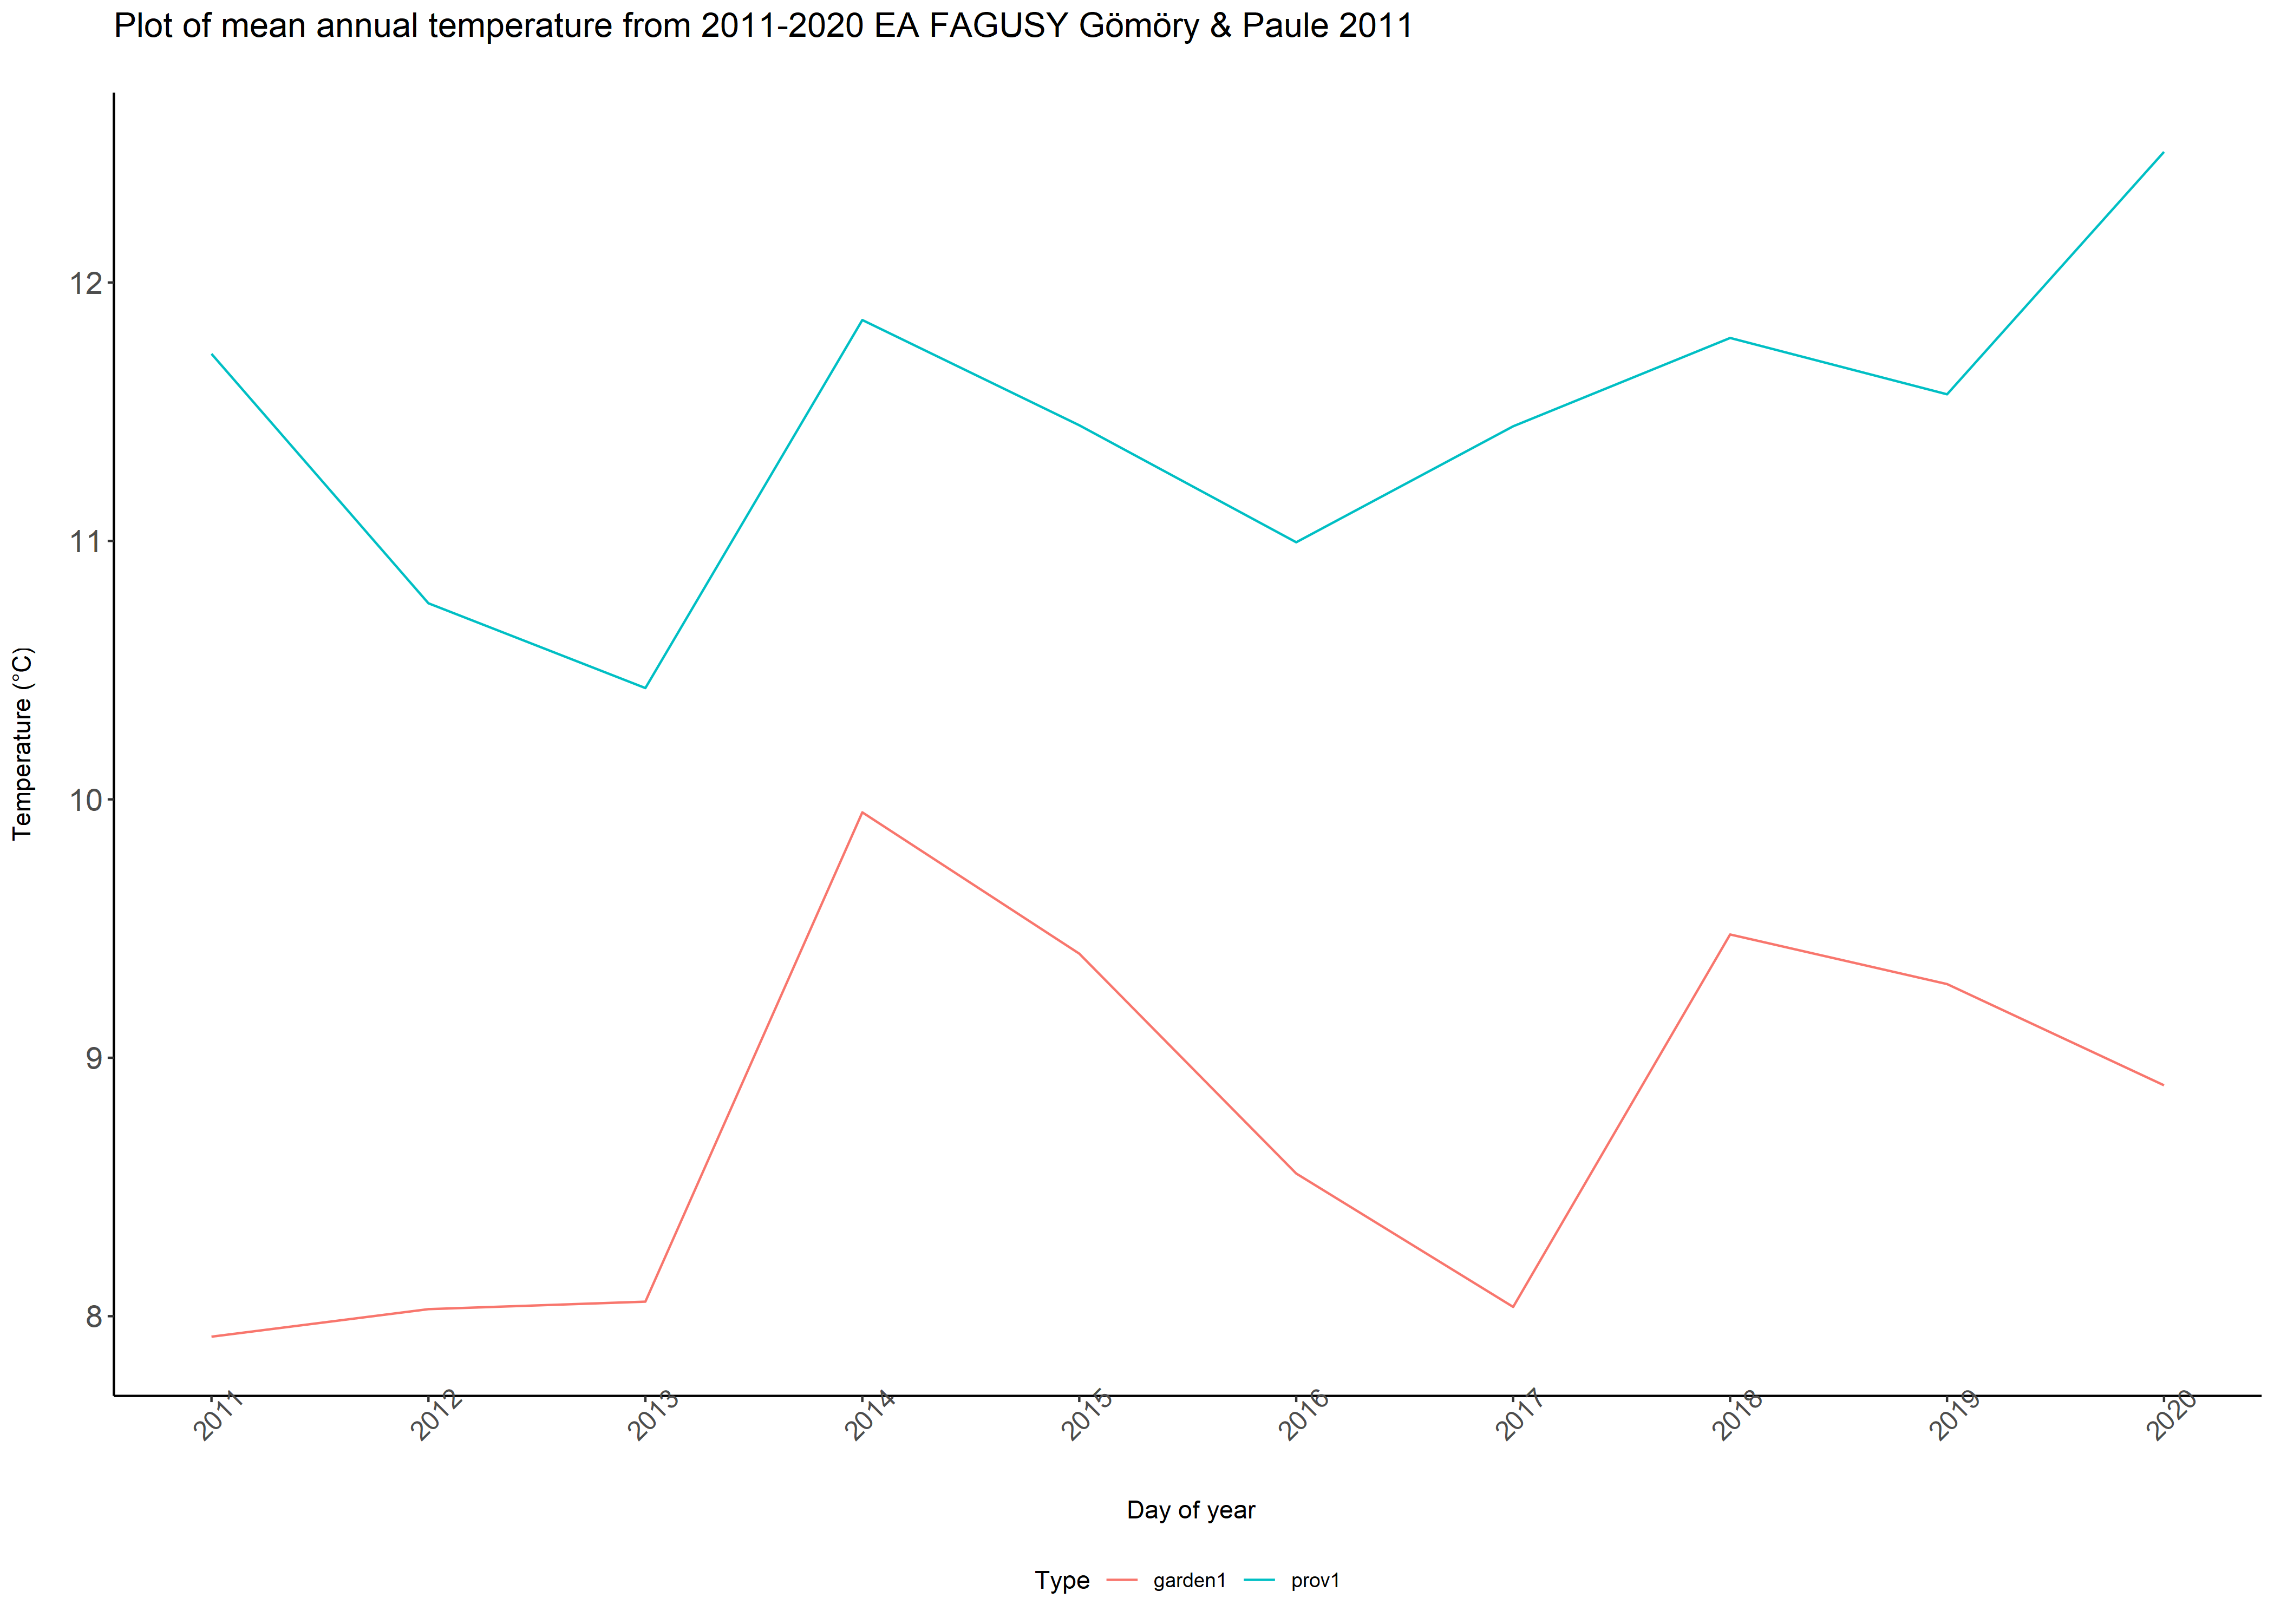 Plot of mean annual temperature from 2011-2020 EA FAGUSY Gömöry & Paule 2011
12
11
10
9
8
Temperature (°C)
2011 2012 2013 2014 2015 2016 2017 2018 2019 2020
Day of year
Type garden1 prov1